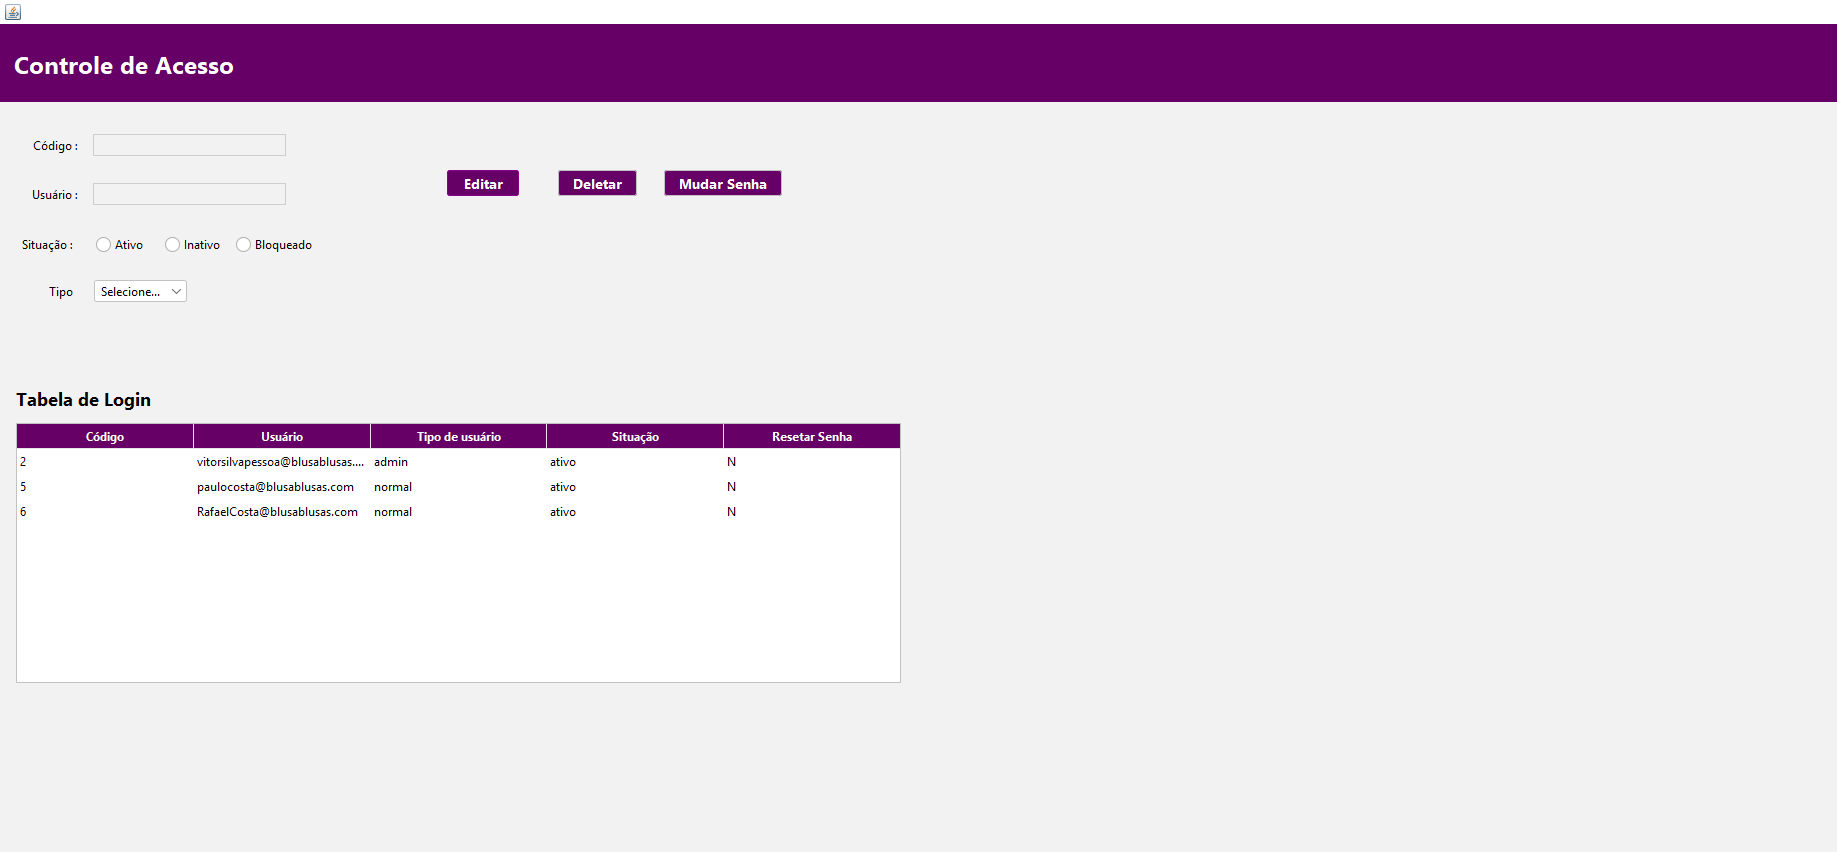 Controle de Acesso
Código :
Usuário :
Editar Deletar Mudar Senha
Situação : Ativo Inativo Bloqueado
Tipo Selecione...
Tabela de Login
Código Usuário Tipo de usuário Situação Resetar Senha
2 vitorsilvapessoa@blusablusas.... admin ativo N
5 paulocosta@blusablusas.com normal ativo N
6 RafaelCosta@blusablusas.com normal ativo N